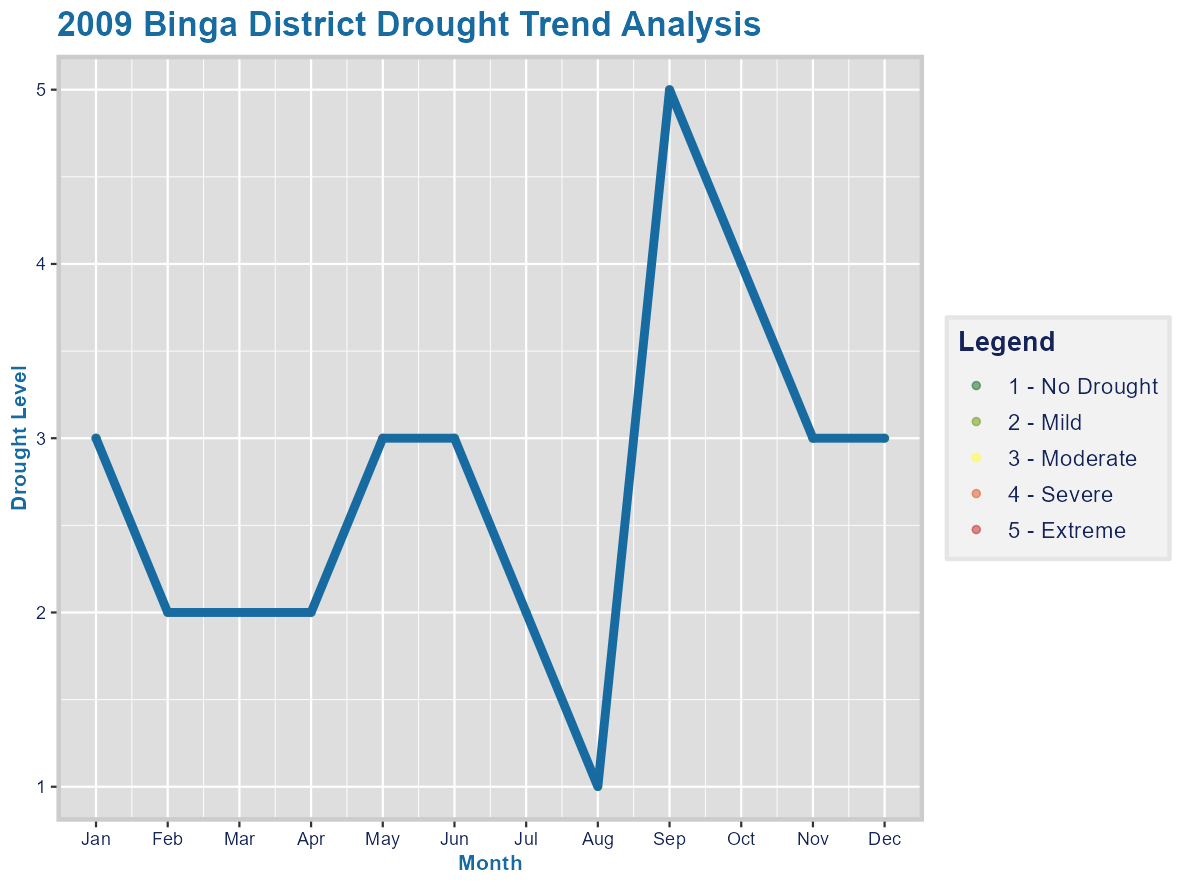 2009 Binga District Drought Trend Analysis
5
4
3
2
1
Drought Level
Jan Feb Mar Apr May Jun Jul Aug Sep Oct Nov Dec
Month
Legend
1 - No Drought
2 - Mild
3 - Moderate
4 - Severe
5 - Extreme